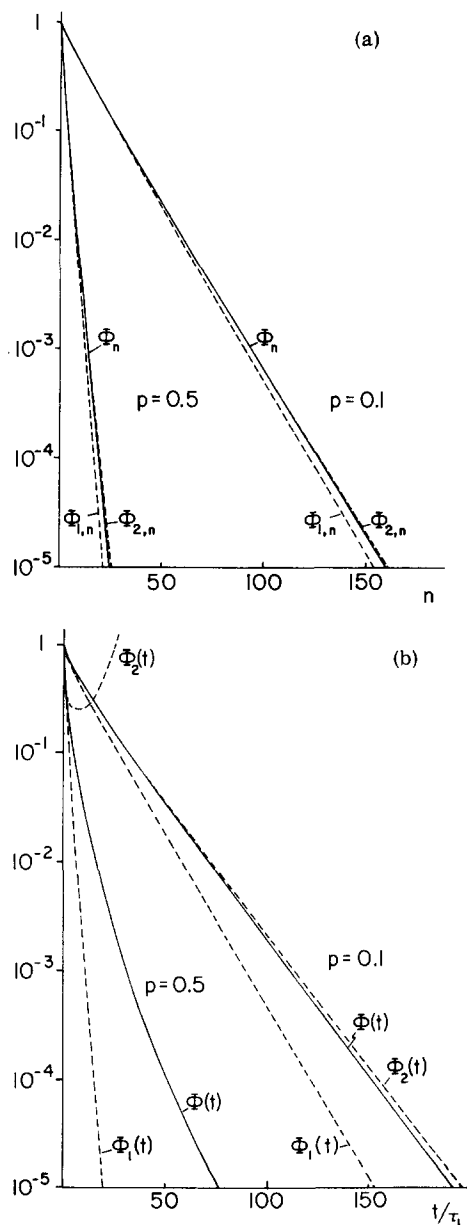 (a)
1
10⁻¹
10⁻²
10⁻³
10⁻⁴
10⁻⁵
Φₙ
Φₙ
p = 0.5
p = 0.1
Φ₁,ₙ
Φ₂,ₙ
Φ₁,ₙ
Φ₂,ₙ
50
100
150
n
(b)
1
10⁻¹
10⁻²
10⁻³
10⁻⁴
10⁻⁵
Φ₂(t)
p = 0.1
p = 0.5
Φ(t)
Φ₂(t)
Φ(t)
Φ₁(t)
Φ₁(t)
50
100
150
t/τ₁